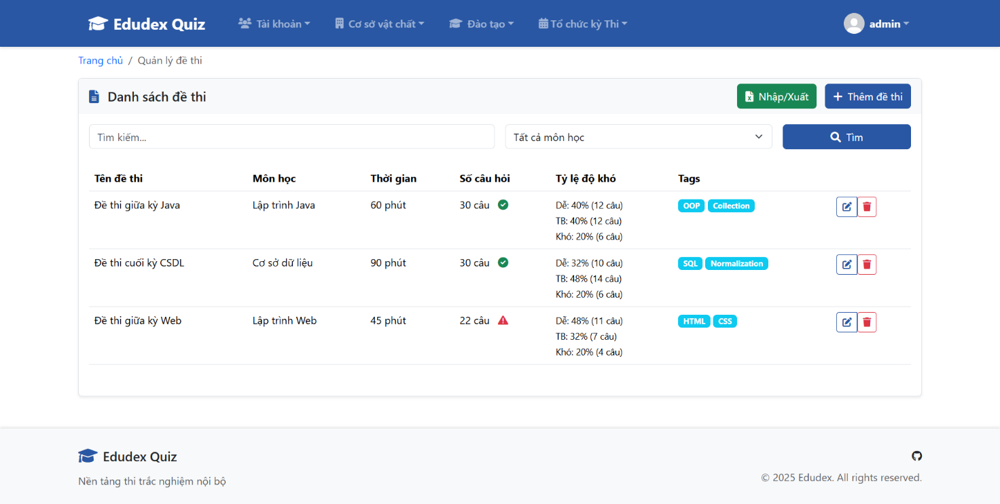 Edudex Quiz Tài khoản Cơ sở vật chất Đào tạo Tổ chức kỳ Thi admin
Trang chủ / Quản lý đề thi
Danh sách đề thi Nhập/Xuất Thêm đề thi
Tìm kiếm... Tất cả môn học Tìm
Tên đề thi Môn học Thời gian Số câu hỏi Tỷ lệ độ khó Tags
Đề thi giữa kỳ Java Lập trình Java 60 phút 30 câu Dễ: 40% (12 câu) OOP Collection
TB: 40% (12 câu)
Khó: 20% (6 câu)
Đề thi cuối kỳ CSDL Cơ sở dữ liệu 90 phút 30 câu Dễ: 32% (10 câu) SQL Normalization
TB: 48% (14 câu)
Khó: 20% (6 câu)
Đề thi giữa kỳ Web Lập trình Web 45 phút 22 câu Dễ: 48% (11 câu) HTML CSS
TB: 32% (7 câu)
Khó: 20% (4 câu)
Edudex Quiz
Nền tảng thi trắc nghiệm nội bộ
© 2025 Edudex. All rights reserved.